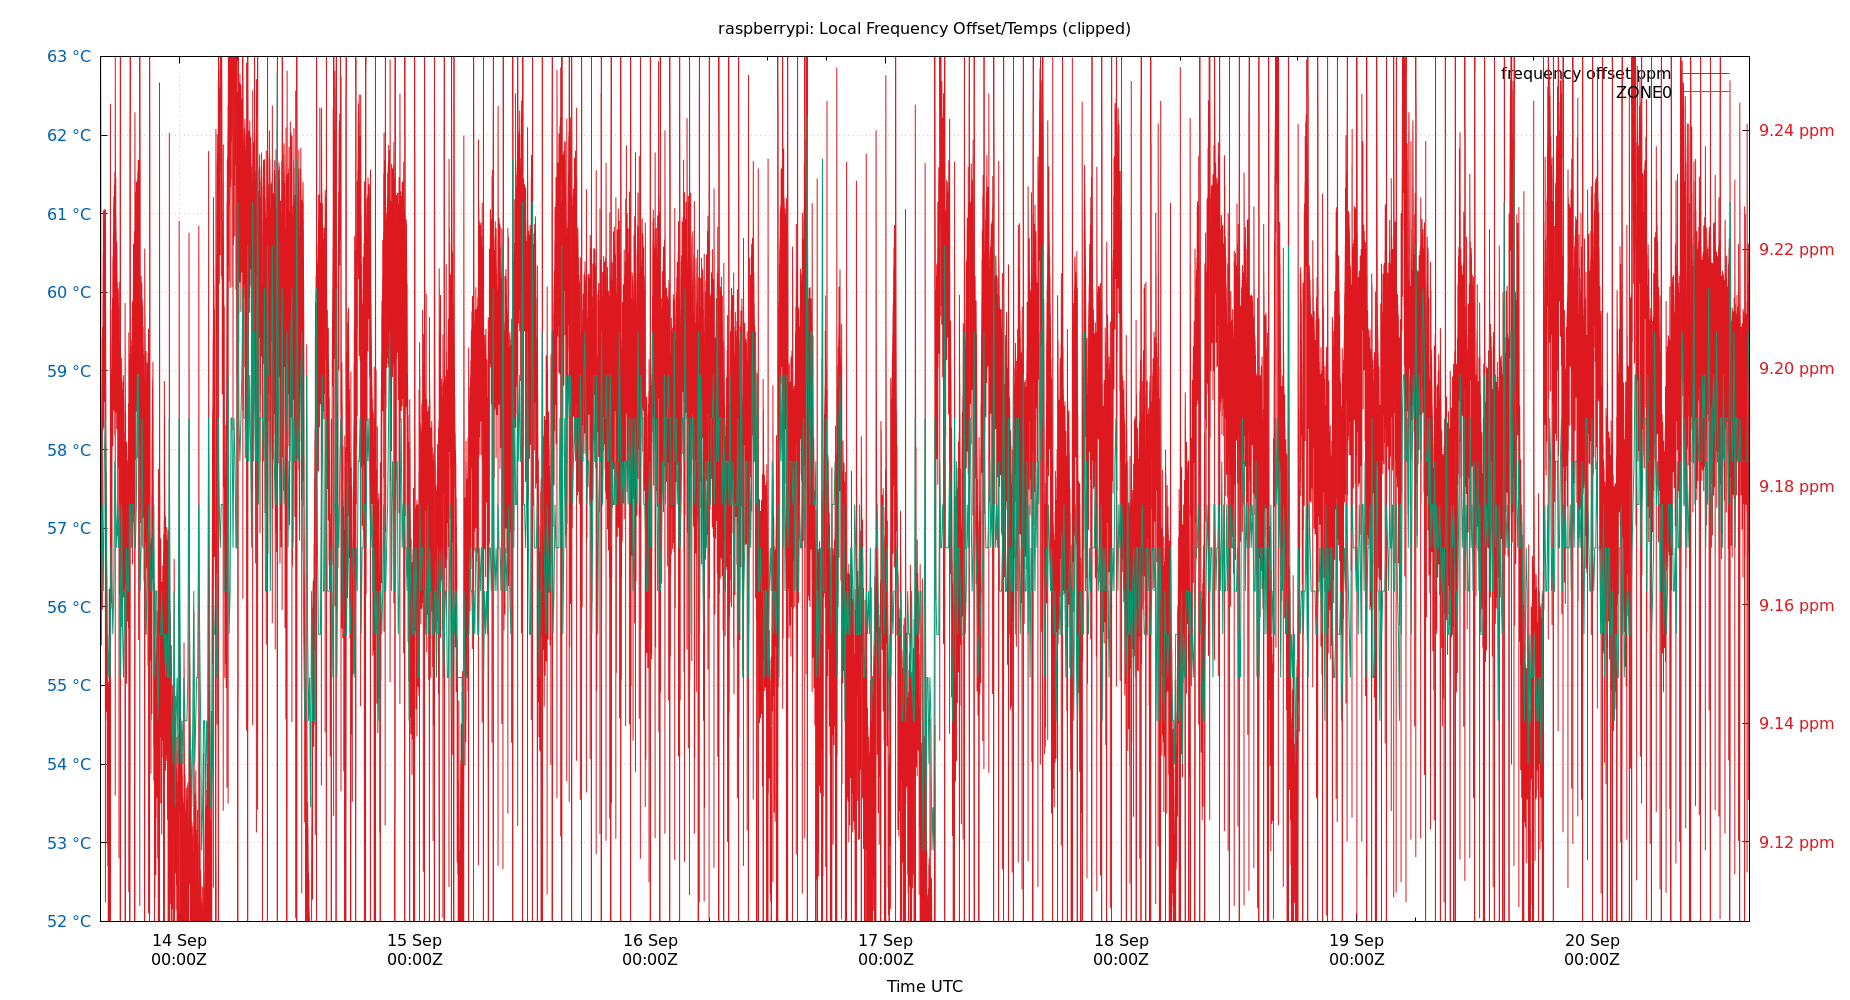 raspberrypi: Local Frequency Offset/Temps (clipped)
63 °C
62 °C
61 °C
60 °C
59 °C
58 °C
57 °C
56 °C
55 °C
54 °C
53 °C
52 °C
frequency offset ppm
ZONE0
9.24 ppm
9.22 ppm
9.20 ppm
9.18 ppm
9.16 ppm
9.14 ppm
9.12 ppm
14 Sep
00:00Z
15 Sep
00:00Z
16 Sep
00:00Z
17 Sep
00:00Z
18 Sep
00:00Z
19 Sep
00:00Z
20 Sep
00:00Z
Time UTC